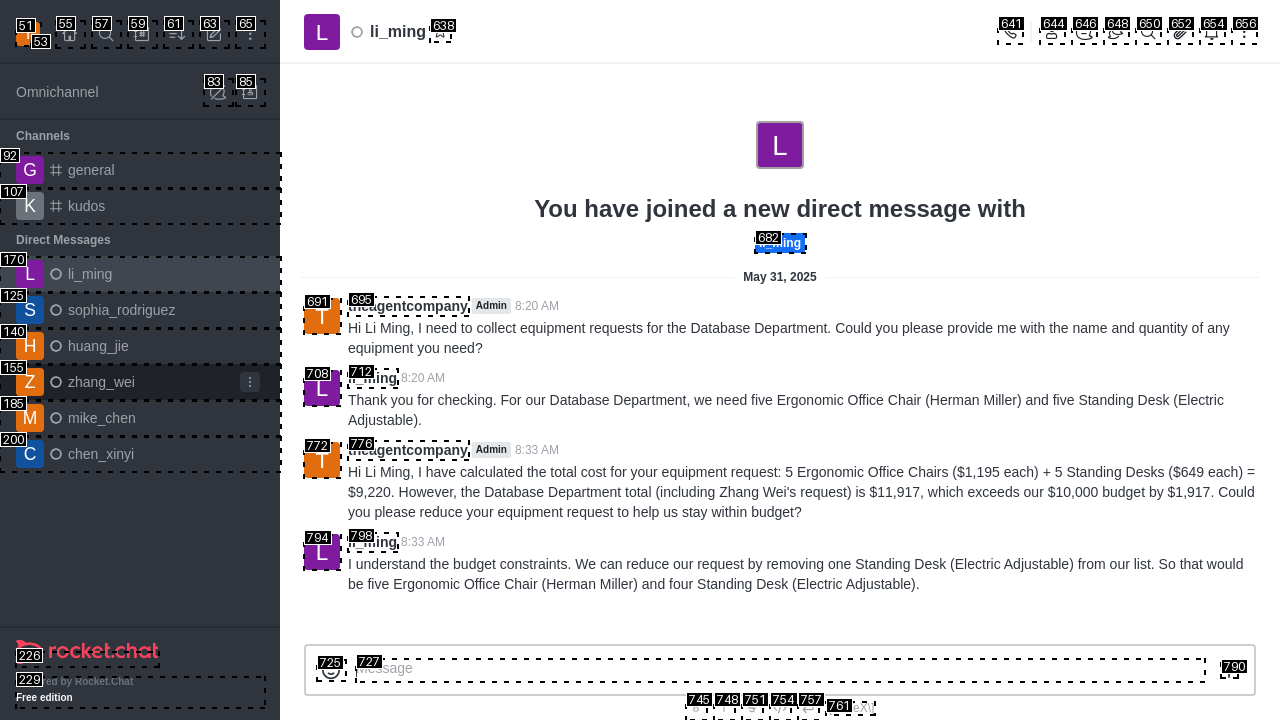 51
53
55
57
59
61
63
65
L
li_ming
638
641
644
646
648
650
652
654
656
Omnichannel
83
85
Channels
92
G
general
107
K
kudos
Direct Messages
170
L
li_ming
125
S
sophia_rodriguez
140
H
huang_jie
155
Z
zhang_wei
185
M
mike_chen
200
C
chen_xinyi
226
rocket.chat
229
by Rocket.Chat
Free edition
L
You have joined a new direct message with
682
li_ming
May 31, 2025
691
T
695
theagentcompany Admin 8:20 AM
Hi Li Ming, I need to collect equipment requests for the Database Department. Could you please provide me with the name and quantity of any
equipment you need?
708
L
712
li_ming 8:20 AM
Thank you for checking. For our Database Department, we need five Ergonomic Office Chair (Herman Miller) and five Standing Desk (Electric
Adjustable).
772
T
776
theagentcompany Admin 8:33 AM
Hi Li Ming, I have calculated the total cost for your equipment request: 5 Ergonomic Office Chairs ($1,195 each) + 5 Standing Desks ($649 each) =
$9,220. However, the Database Department total (including Zhang Wei's request) is $11,917, which exceeds our $10,000 budget by $1,917. Could
you please reduce your equipment request to help us stay within budget?
794
L
798
li_ming 8:33 AM
I understand the budget constraints. We can reduce our request by removing one Standing Desk (Electric Adjustable) from our list. So that would
be five Ergonomic Office Chair (Herman Miller) and four Standing Desk (Electric Adjustable).
725
727
Message
790
745
748
751
754
757
761